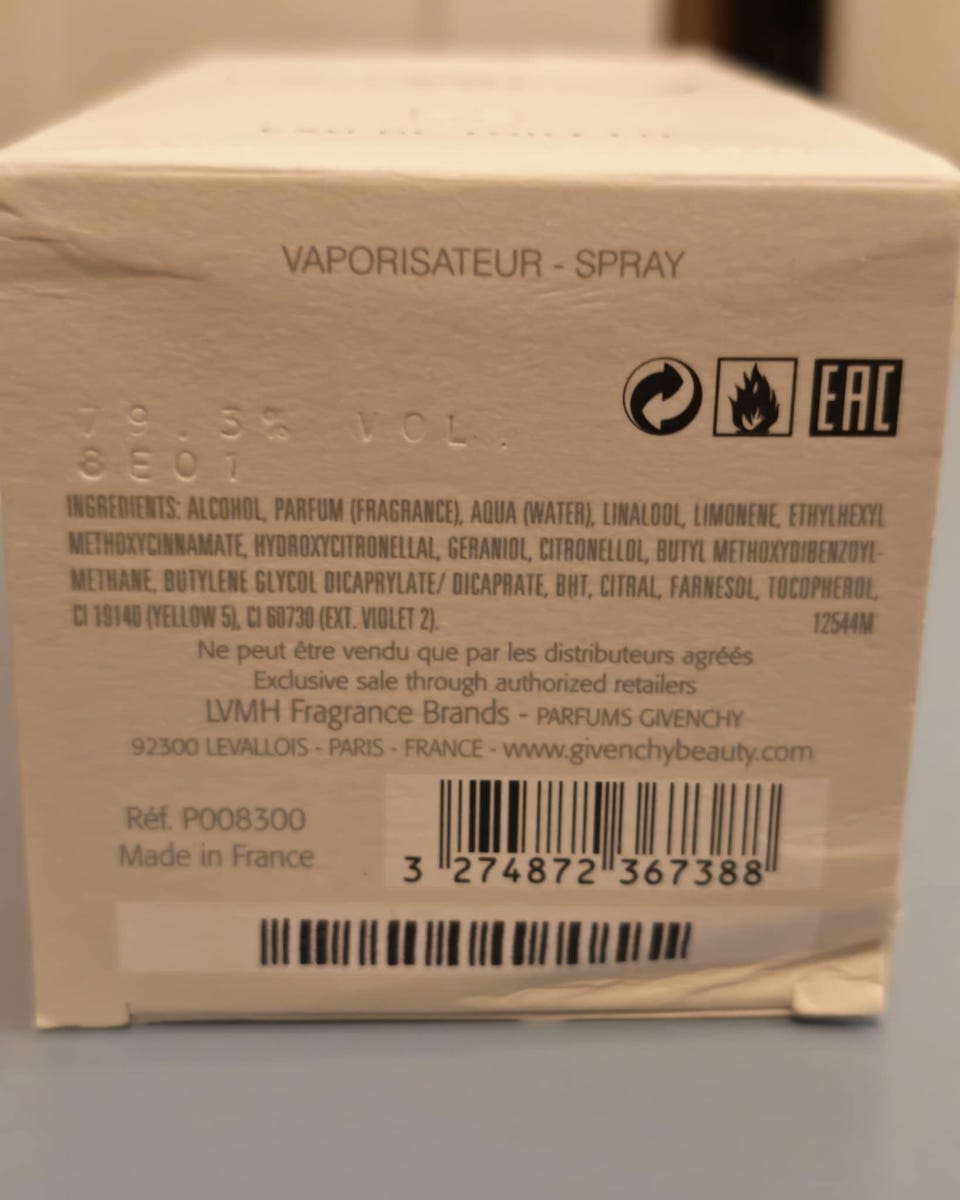 EAU DE TOILETTE
VAPORISATEUR - SPRAY
EAC
79.5% VOL.
8E01
INGREDIENTS: ALCOHOL, PARFUM (FRAGRANCE), AQUA (WATER), LINALOOL, LIMONENE, ETHYLHEXYL
METHOXYCINNAMATE, HYDROXYCITRONELLAL, GERANIOL, CITRONELLOL, BUTYL METHOXYDIBENZOYL-
METHANE, BUTYLENE GLYCOL DICAPRYLATE/ DICAPRATE, BHT, CITRAL, FARNESOL, TOCOPHEROL,
CI 19140 (YELLOW 5), CI 60730 (EXT. VIOLET 2). 12544M
Ne peut être vendu que par les distributeurs agréés
Exclusive sale through authorized retailers
LVMH Fragrance Brands - PARFUMS GIVENCHY
92300 LEVALLOIS - PARIS - FRANCE - www.givenchybeauty.com
Réf. P008300
Made in France
3 274872 367388